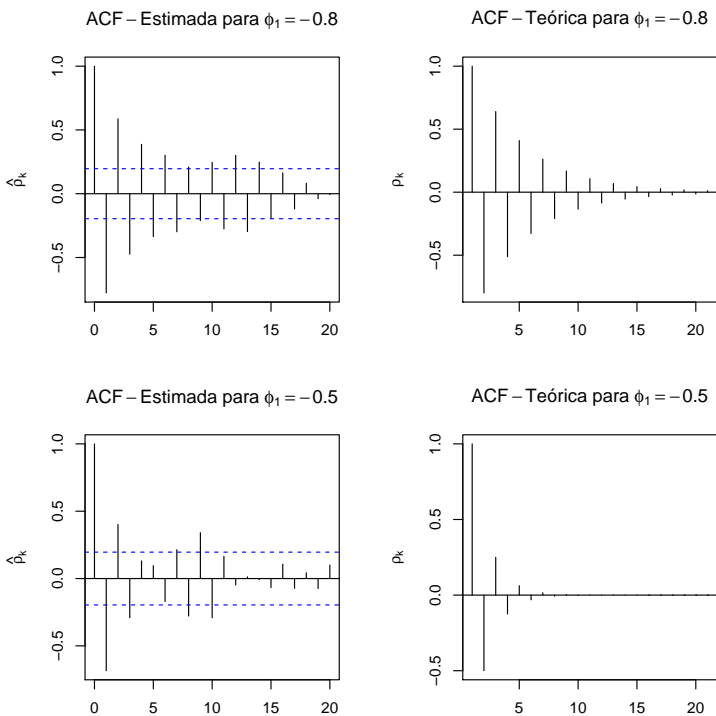 ACF − Estimada para ϕ₁ = −0.8
ρ̂ₖ
1.0
0.5
0.0
−0.5
0 5 10 15 20
ACF − Teórica para ϕ₁ = −0.8
ρₖ
1.0
0.5
0.0
−0.5
5 10 15 20
ACF − Estimada para ϕ₁ = −0.5
ρ̂ₖ
1.0
0.5
0.0
−0.5
0 5 10 15 20
ACF − Teórica para ϕ₁ = −0.5
ρₖ
1.0
0.5
0.0
−0.5
5 10 15 20